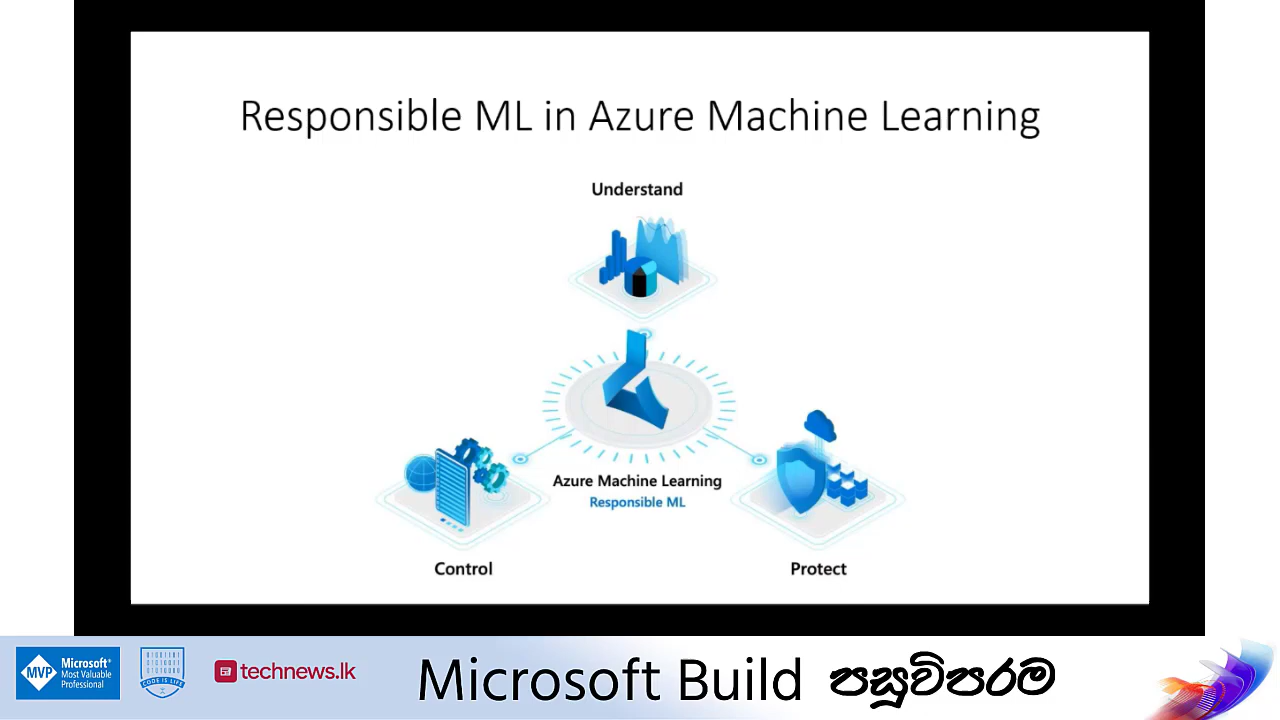 Responsible ML in Azure Machine Learning
Understand
Azure Machine Learning
Responsible ML
Control
Protect
MVP
Microsoft®
Most Valuable
Professional
CODE IS LIFE
technews.lk
Microsoft Build පසුවිපරම